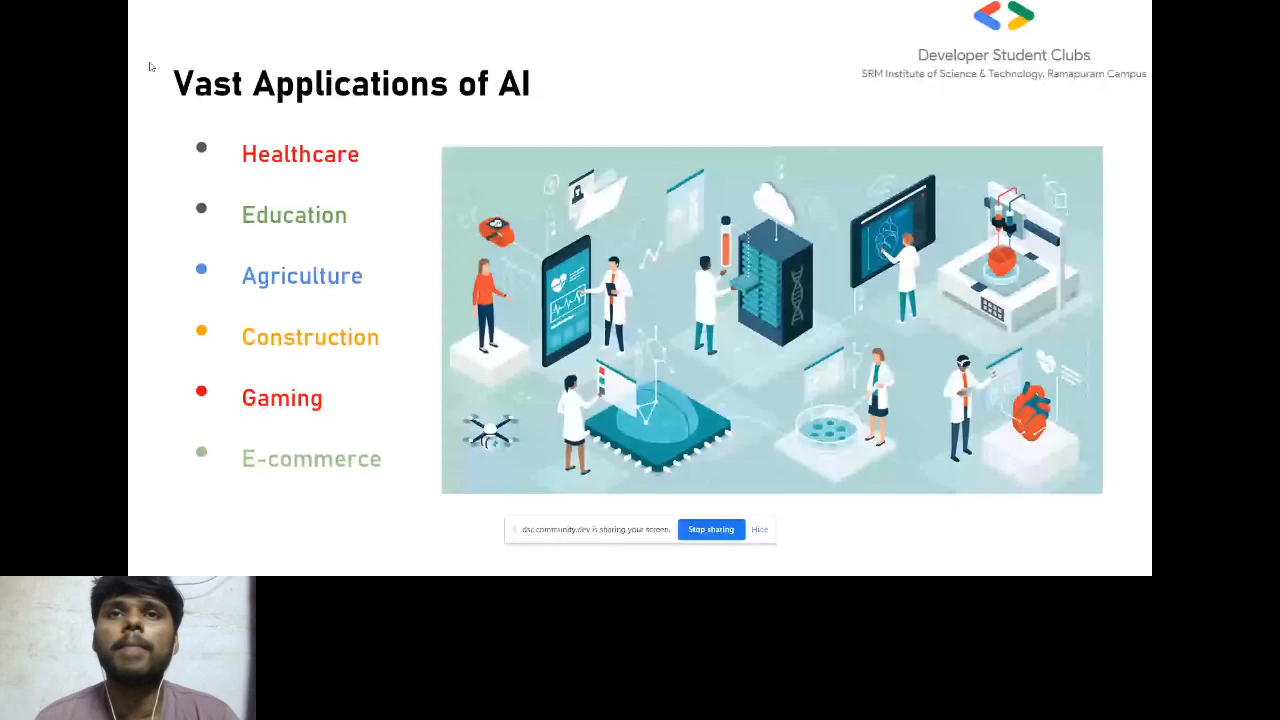 Developer Student Clubs
SRM Institute of Science & Technology, Ramapuram Campus
Vast Applications of AI
Healthcare
Education
Agriculture
Construction
Gaming
E-commerce
dsc.community.dev is sharing your screen.
Stop sharing
Hide